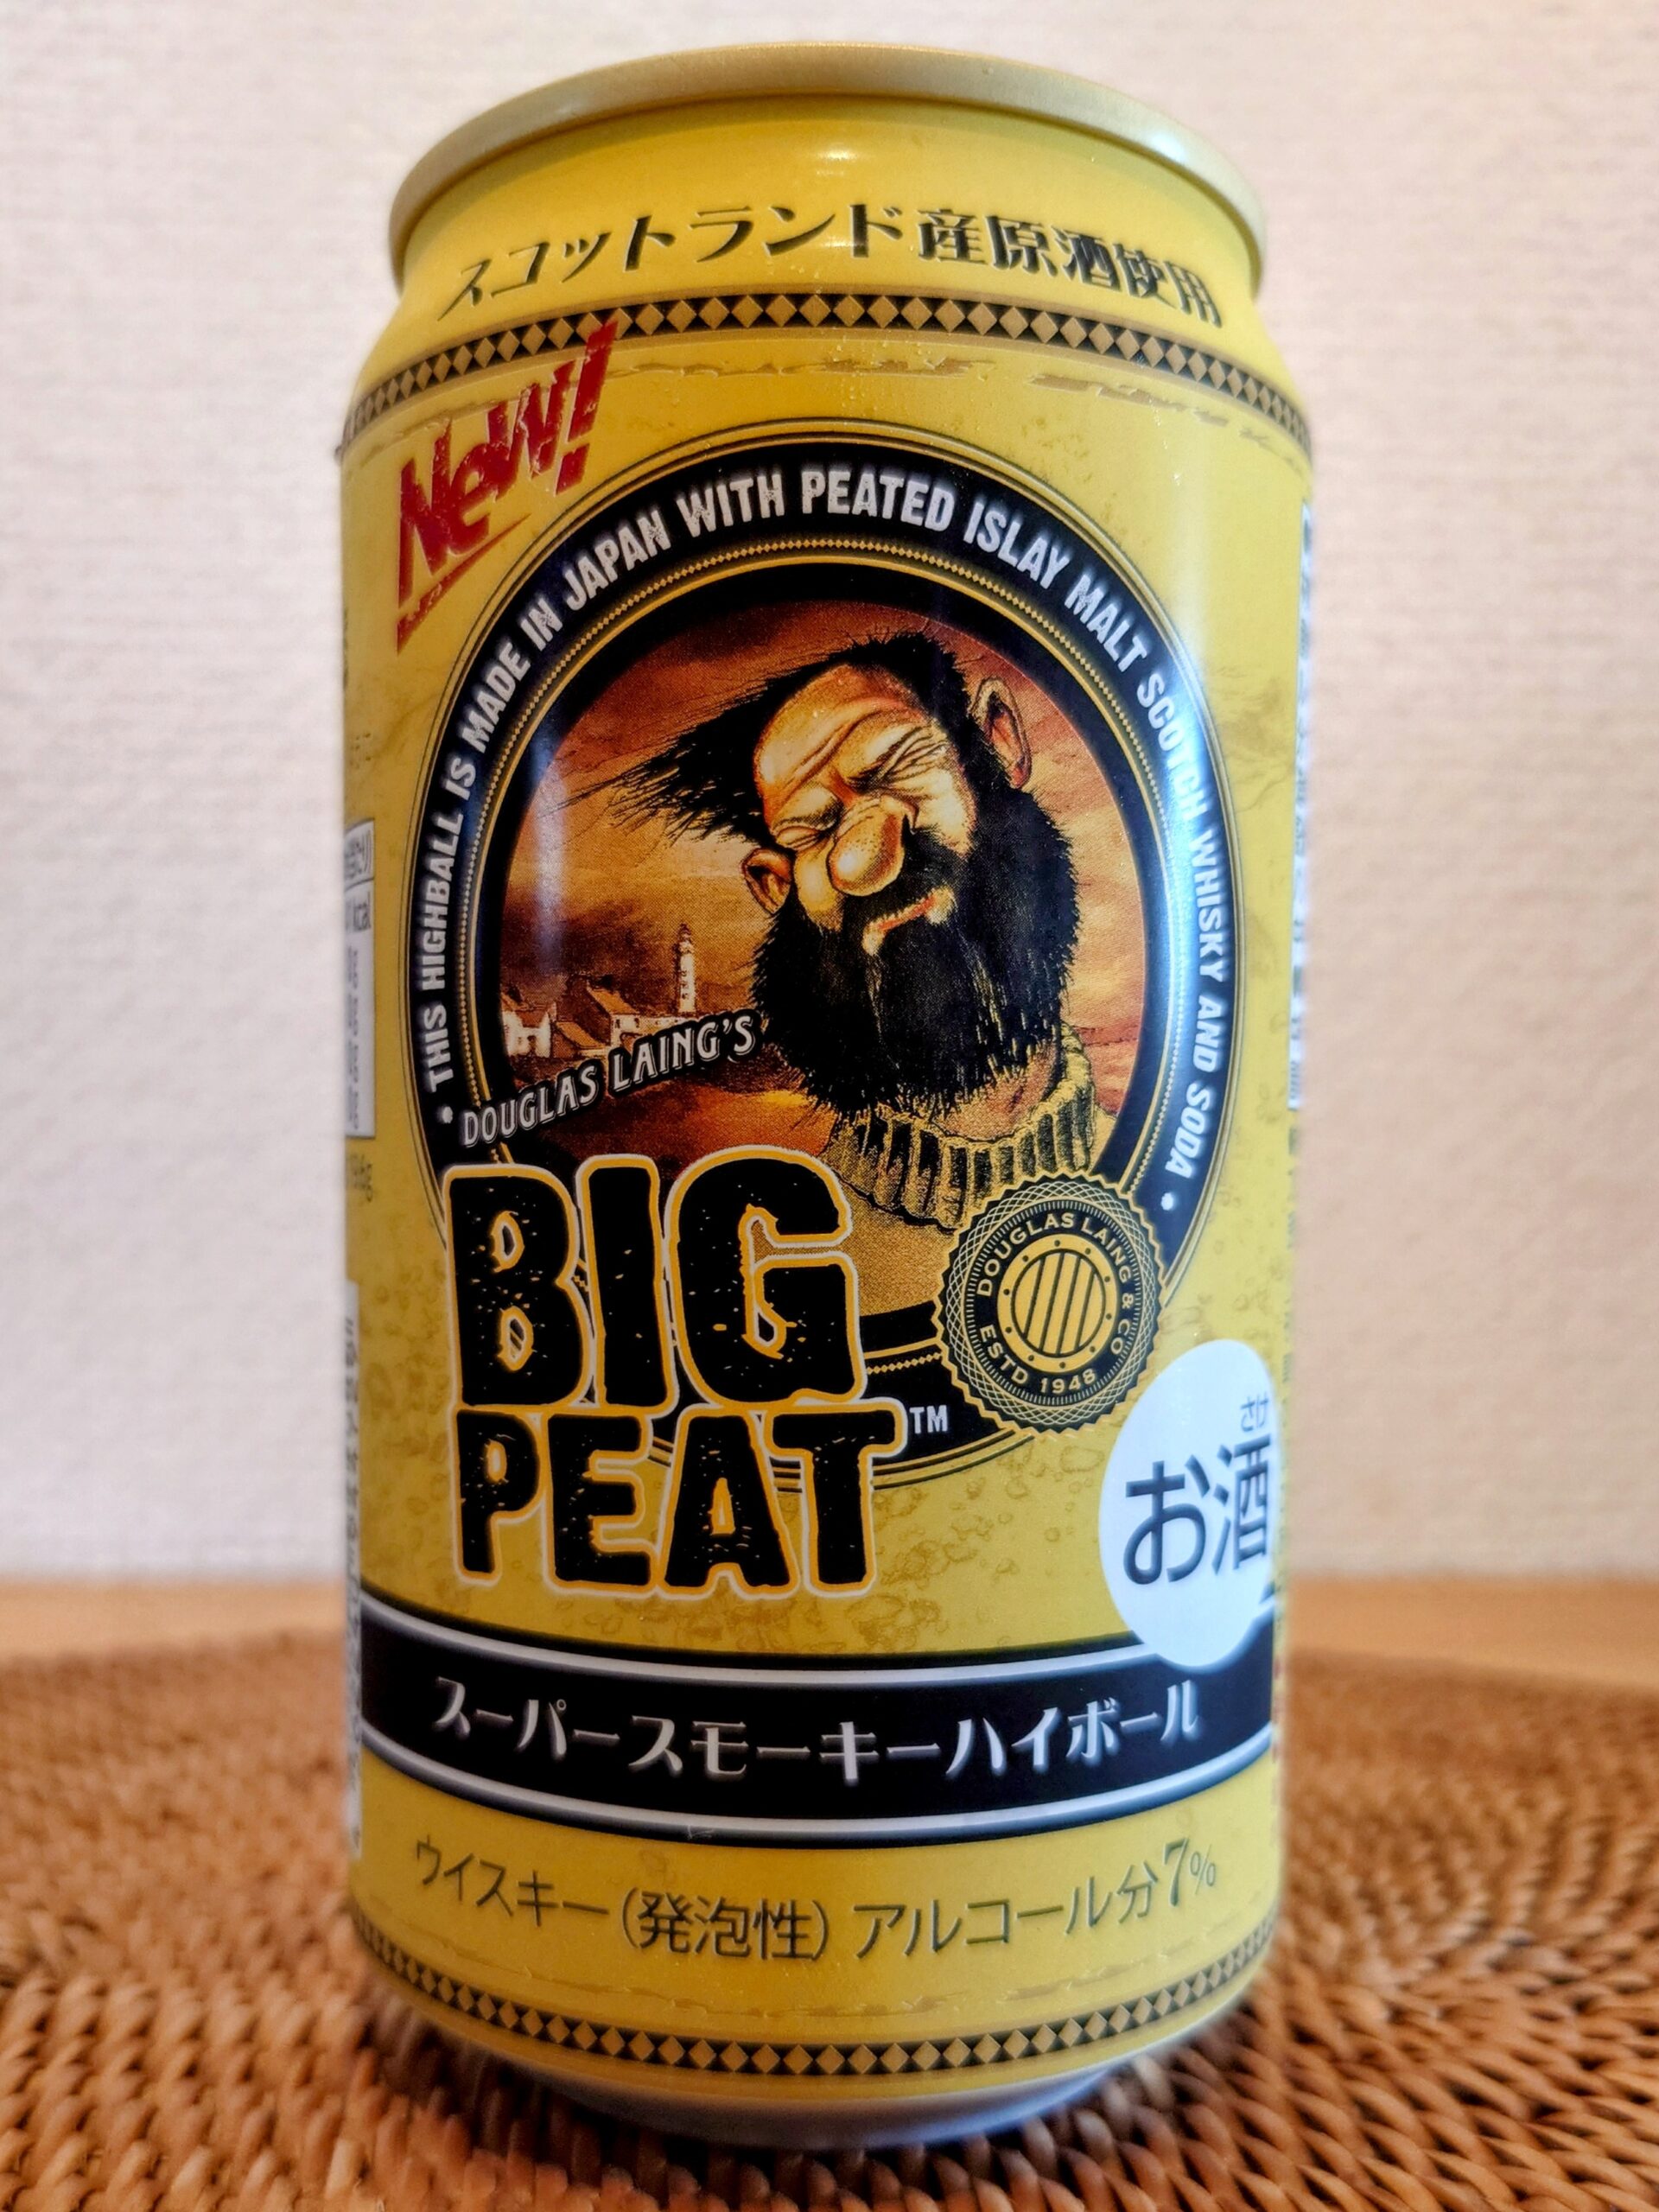 スコットランド産原酒使用
New!
• THIS HIGHBALL IS MADE IN JAPAN WITH PEATED ISLAY MALT SCOTCH WHISKY AND SODA •
DOUGLAS LAING'S
BIG
PEAT™
DOUGLAS LAING & CO
ESTD 1948
さけ
お酒
スーパースモーキーハイボール
ウイスキー(発泡性) アルコール分7%
kcal